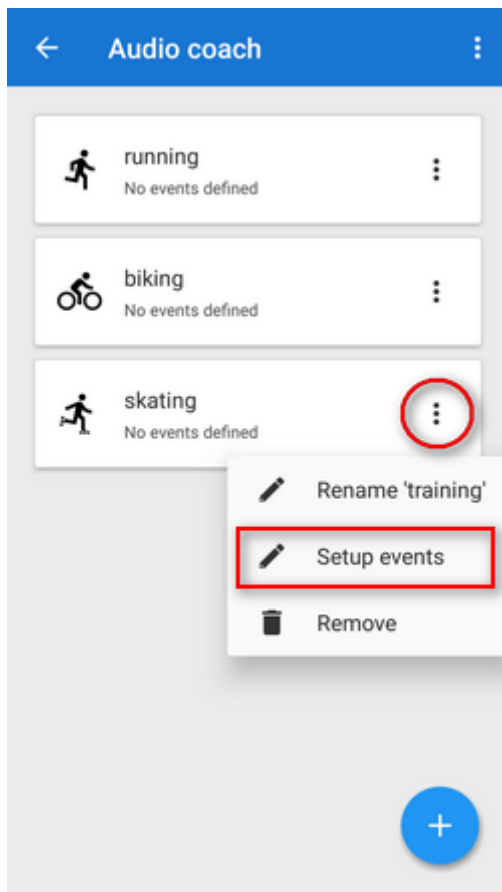 Audio coach
running
No events defined
biking
No events defined
skating
No events defined
Rename 'training'
Setup events
Remove